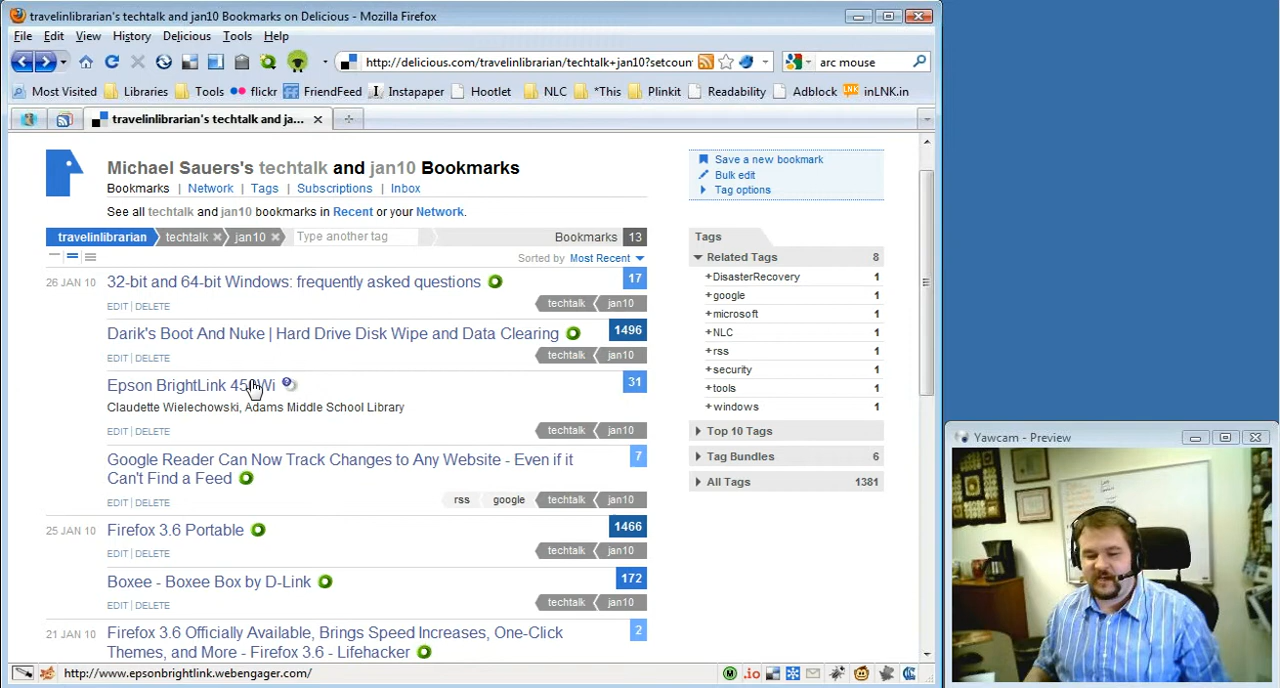 travelinlibrarian's techtalk and jan10 Bookmarks on Delicious - Mozilla Firefox
File Edit View History Delicious Tools Help
http://delicious.com/travelinlibrarian/techtalk+jan10?setcoun
arc mouse
Most Visited Libraries Tools flickr FriendFeed Instapaper Hootlet NLC *This Plinkit Readability Adblock inLNK.in
travelinlibrarian's techtalk and ja...
Michael Sauers's techtalk and jan10 Bookmarks
Bookmarks | Network | Tags | Subscriptions | Inbox
See all techtalk and jan10 bookmarks in Recent or your Network.
travelinlibrarian techtalk jan10 Type another tag Bookmarks 13
Sorted by Most Recent
26 JAN 10 32-bit and 64-bit Windows: frequently asked questions 17
EDIT | DELETE techtalk jan10
Darik's Boot And Nuke | Hard Drive Disk Wipe and Data Clearing 1496
EDIT | DELETE techtalk jan10
Epson BrightLink 31
Claudette Wielechowski, Adams Middle School Library
EDIT | DELETE techtalk jan10
Google Reader Can Now Track Changes to Any Website - Even if it 7
Can't Find a Feed
EDIT | DELETE rss google techtalk jan10
25 JAN 10 Firefox 3.6 Portable 1466
EDIT | DELETE techtalk jan10
Boxee - Boxee Box by D-Link 172
EDIT | DELETE techtalk jan10
21 JAN 10 Firefox 3.6 Officially Available, Brings Speed Increases, One-Click 2
Themes, and More - Firefox 3.6 - Lifehacker
Save a new bookmark
Bulk edit
Tag options
Tags
Related Tags 8
+DisasterRecovery 1
+google 1
+microsoft 1
+NLC 1
+rss 1
+security 1
+tools 1
+windows 1
Top 10 Tags
Tag Bundles 6
All Tags 1381
http://www.epsonbrightlink.webengager.com/
.io
Yawcam - Preview